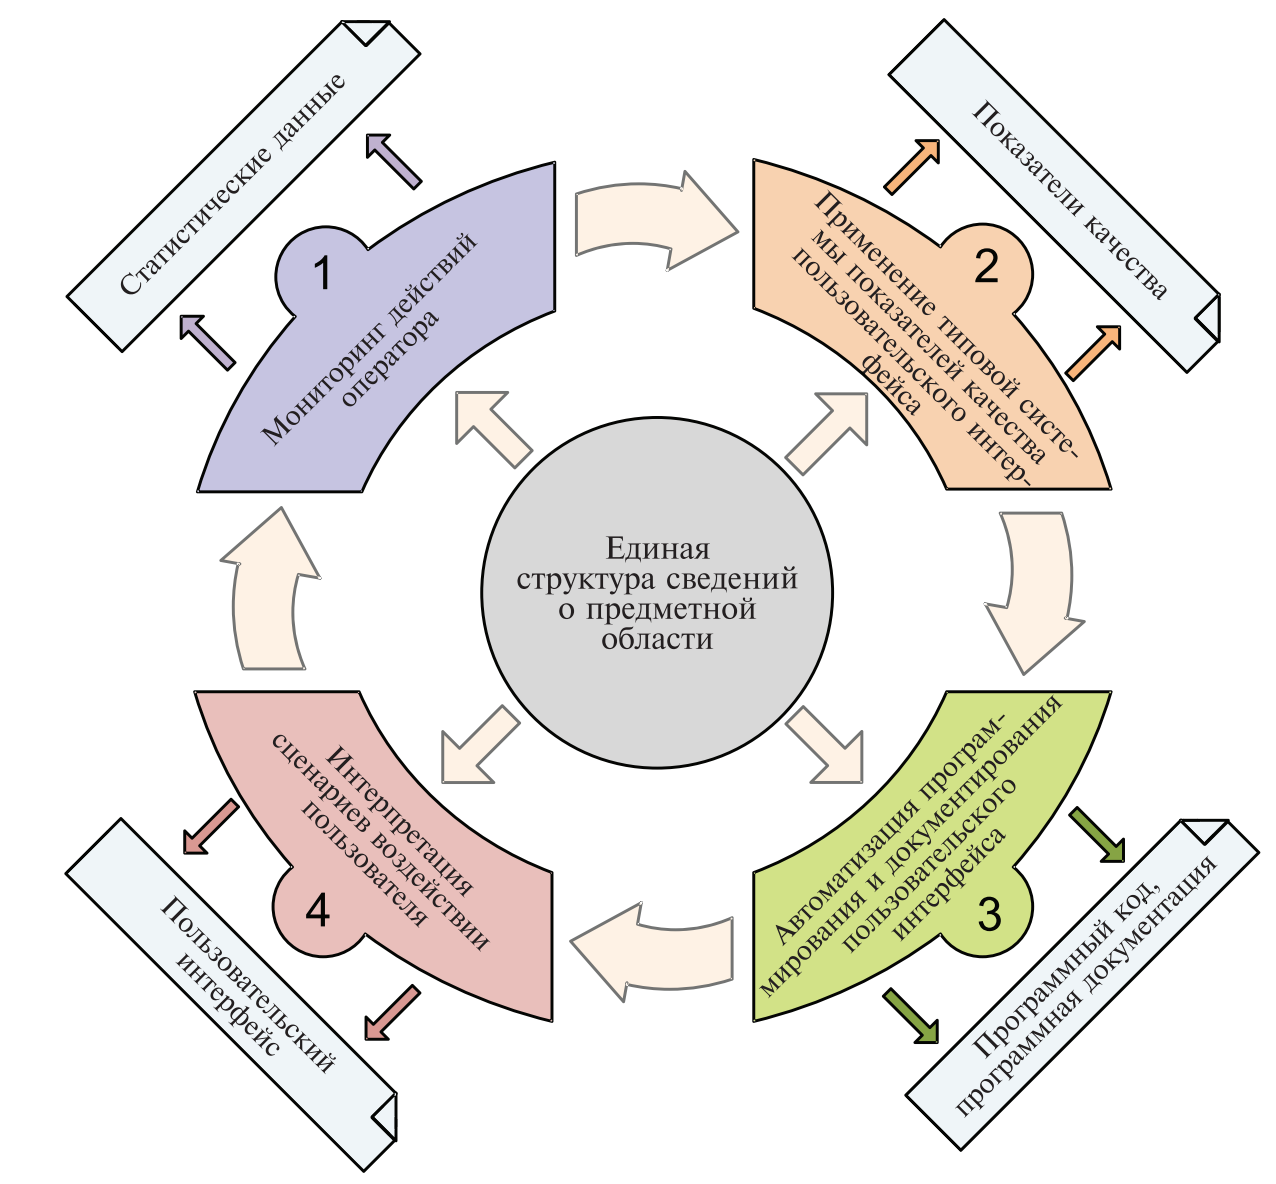 Статистические данные
1
Мониторинг действий
оператора
Показатели качества
2
Применение типовой систе-
мы показателей качества
пользовательского интер-
фейса
Единая
структура сведений
о предметной
области
Автоматизация програм-
мирования и документирования
пользовательского
интерфейса
3
Программный код,
программная документация
Интерпретация
сценариев воздействии
пользователя
4
Пользовательский
интерфейс